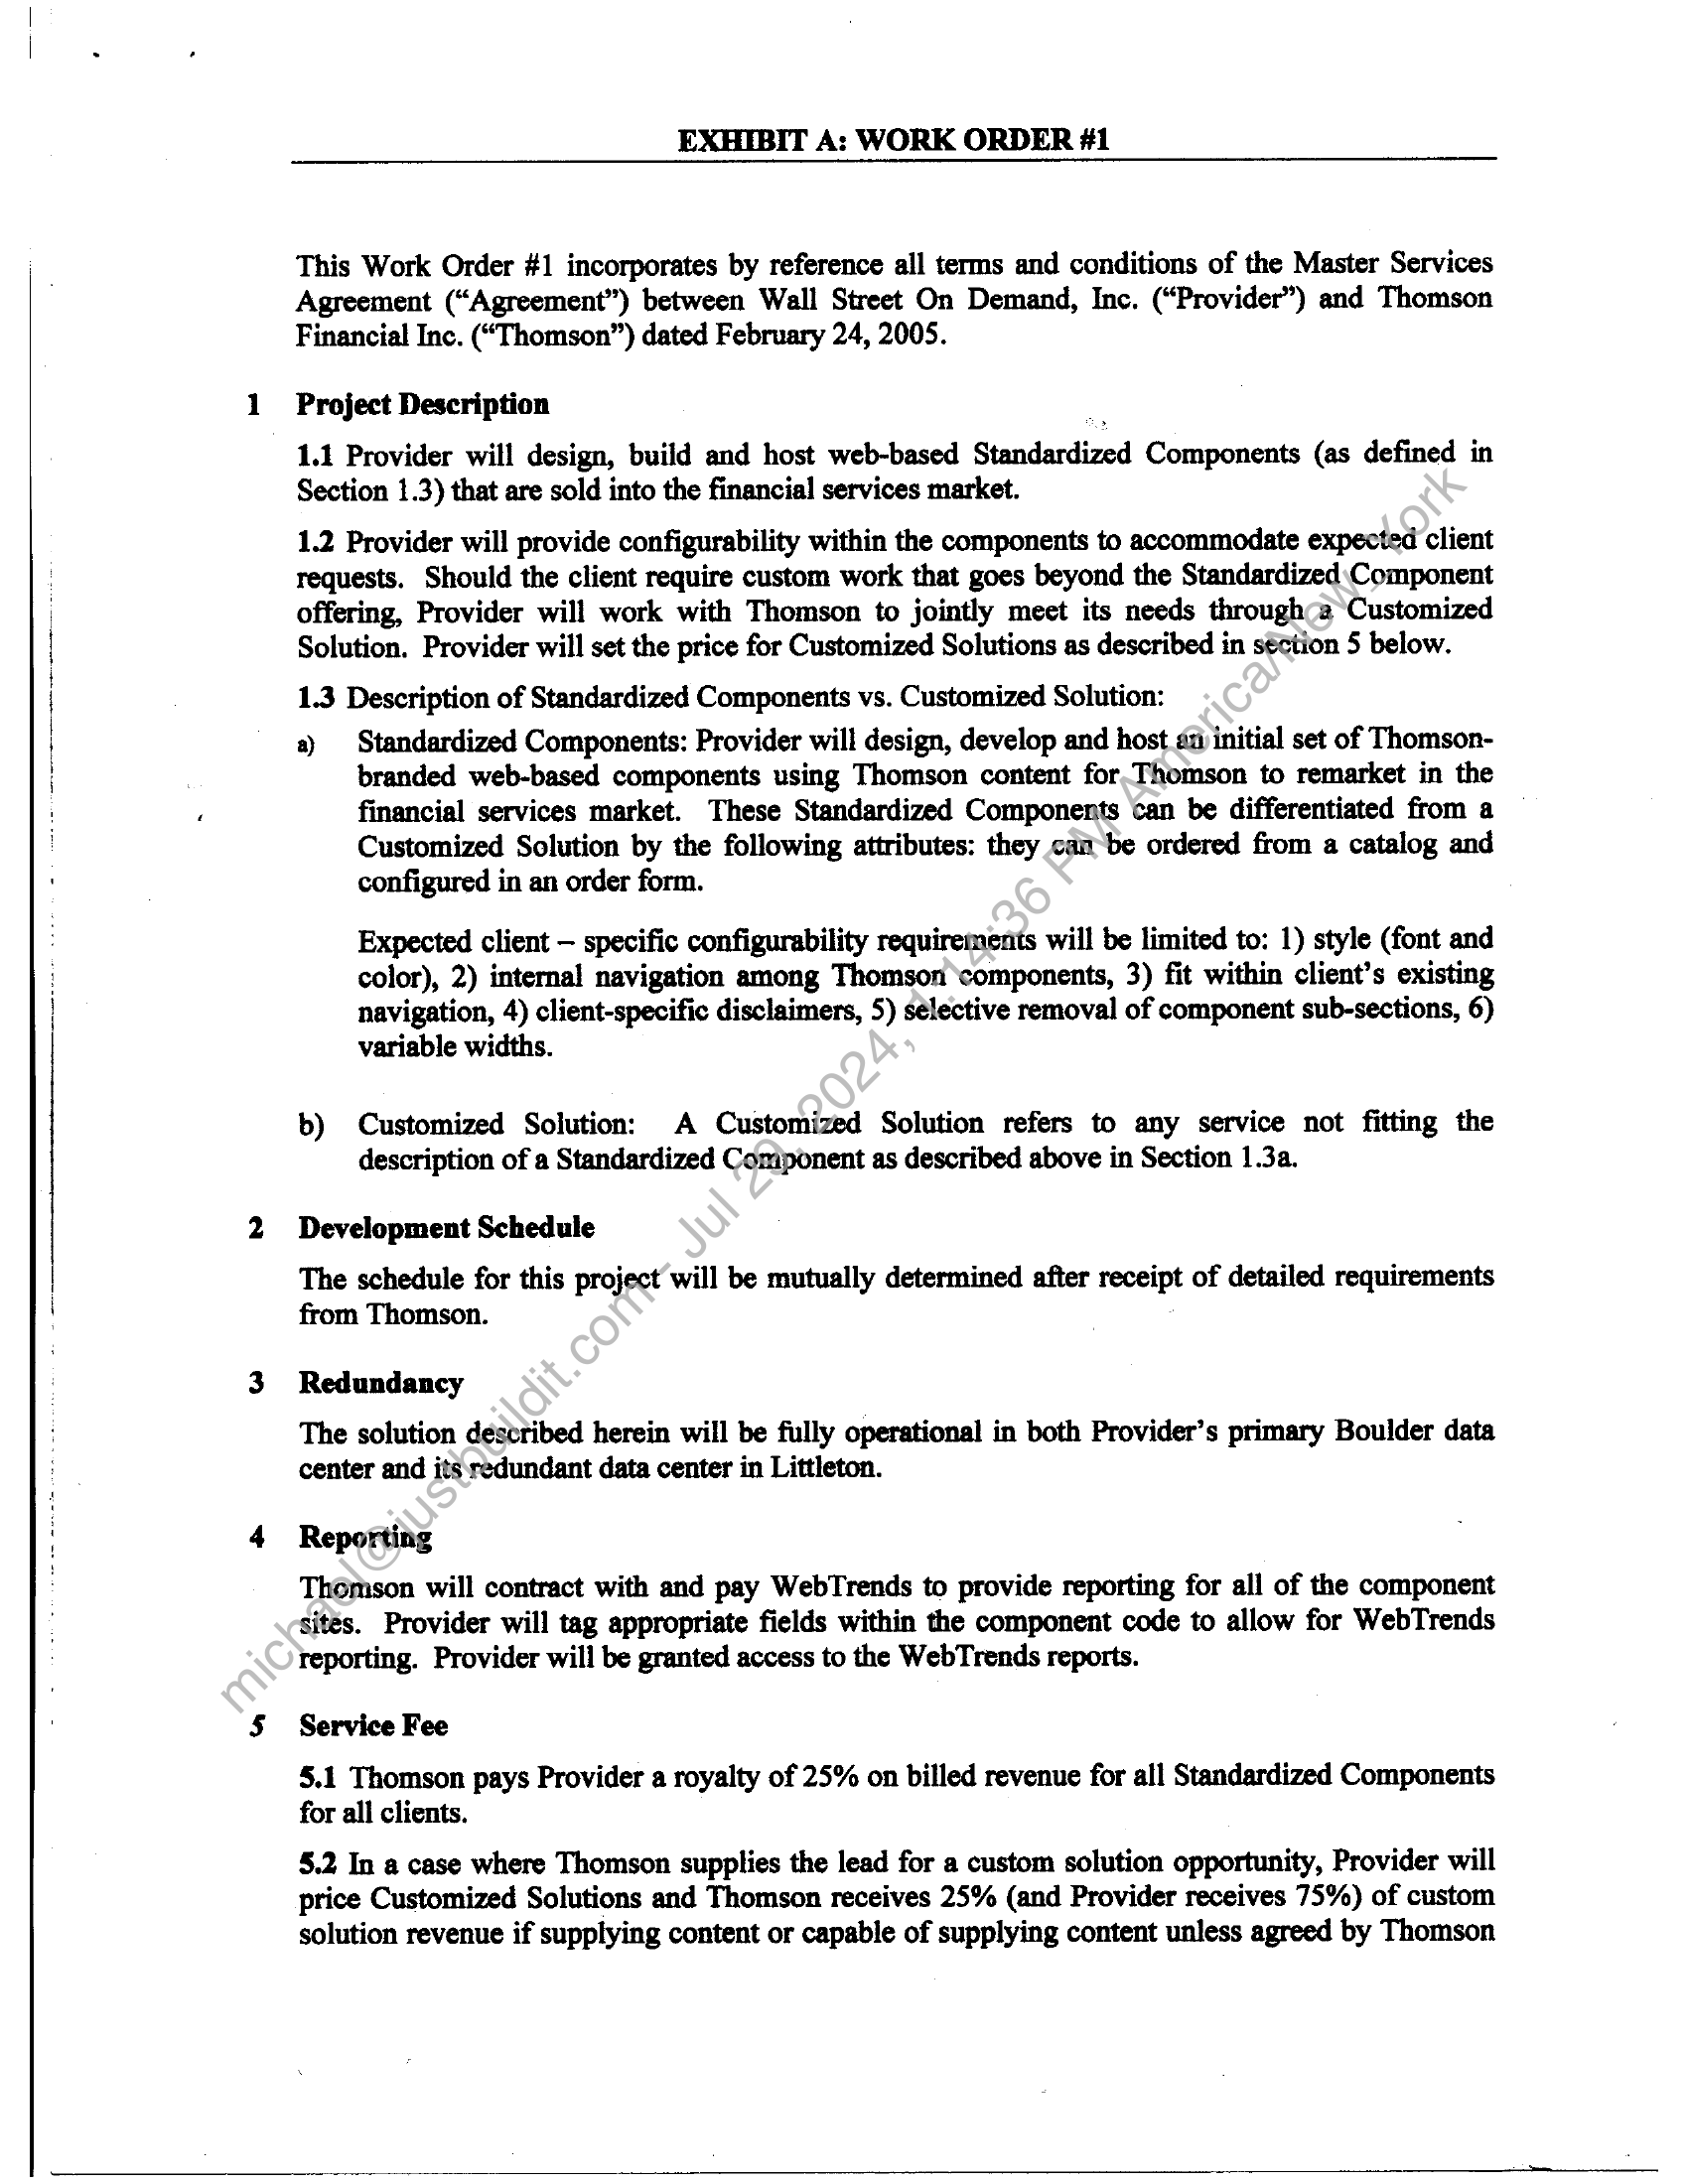 EXHIBIT A: WORK ORDER #1
This Work Order #1 incorporates by reference all terms and conditions of the Master Services
Agreement (“Agreement”) between Wall Street On Demand, Inc. (“Provider”) and Thomson
Financial Inc. (“Thomson”) dated February 24, 2005.
1 Project Description
1.1 Provider will design, build and host web-based Standardized Components (as defined in
Section 1.3) that are sold into the financial services market.
1.2 Provider will provide configurability within the components to accommodate expected client
requests. Should the client require custom work that goes beyond the Standardized Component
offering, Provider will work with Thomson to jointly meet its needs through a Customized
Solution. Provider will set the price for Customized Solutions as described in section 5 below.
1.3 Description of Standardized Components vs. Customized Solution:
a) Standardized Components: Provider will design, develop and host an initial set of Thomson-
branded web-based components using Thomson content for Thomson to remarket in the
financial services market. These Standardized Components can be differentiated from a
Customized Solution by the following attributes: they can be ordered from a catalog and
configured in an order form.
Expected client – specific configurability requirements will be limited to: 1) style (font and
color), 2) internal navigation among Thomson components, 3) fit within client’s existing
navigation, 4) client-specific disclaimers, 5) selective removal of component sub-sections, 6)
variable widths.
b) Customized Solution: A Customized Solution refers to any service not fitting the
description of a Standardized Component as described above in Section 1.3a.
2 Development Schedule
The schedule for this project will be mutually determined after receipt of detailed requirements
from Thomson.
3 Redundancy
The solution described herein will be fully operational in both Provider’s primary Boulder data
center and its redundant data center in Littleton.
4 Reporting
Thomson will contract with and pay WebTrends to provide reporting for all of the component
sites. Provider will tag appropriate fields within the component code to allow for WebTrends
reporting. Provider will be granted access to the WebTrends reports.
5 Service Fee
5.1 Thomson pays Provider a royalty of 25% on billed revenue for all Standardized Components
for all clients.
5.2 In a case where Thomson supplies the lead for a custom solution opportunity, Provider will
price Customized Solutions and Thomson receives 25% (and Provider receives 75%) of custom
solution revenue if supplying content or capable of supplying content unless agreed by Thomson
michael@justbuildit.com - Jul 29, 2024, 1:14:36 PM America/New_York